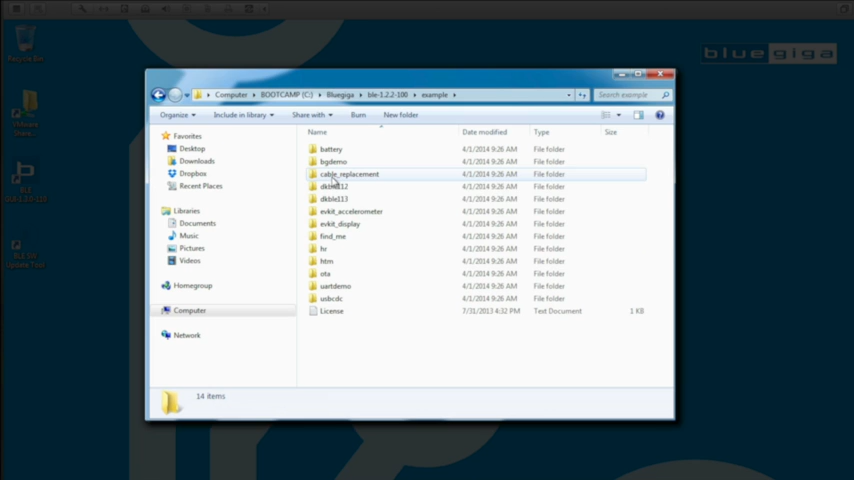 Recycle Bin
bluegiga
Computer BOOTCAMP (C:) Bluegiga ble-1.2.2-100 example
Search example
Organize Include in library Share with Burn New folder
Name Date modified Type Size
Favorites
Desktop
Downloads
Dropbox
Recent Places
Libraries
Documents
Music
Pictures
Videos
Homegroup
Computer
Network
battery 4/1/2014 9:26 AM File folder
bgdemo 4/1/2014 9:26 AM File folder
cable_replacement 4/1/2014 9:26 AM File folder
dkble112 4/1/2014 9:26 AM File folder
dkble113 4/1/2014 9:26 AM File folder
evkit_accelerometer 4/1/2014 9:26 AM File folder
evkit_display 4/1/2014 9:26 AM File folder
find_me 4/1/2014 9:26 AM File folder
hr 4/1/2014 9:26 AM File folder
htm 4/1/2014 9:26 AM File folder
ota 4/1/2014 9:26 AM File folder
uartdemo 4/1/2014 9:26 AM File folder
usbcdc 4/1/2014 9:26 AM File folder
License 7/31/2013 4:32 PM Text Document 1 KB
14 items
VMware
Share...
BLE
BLE SW
Update Tool